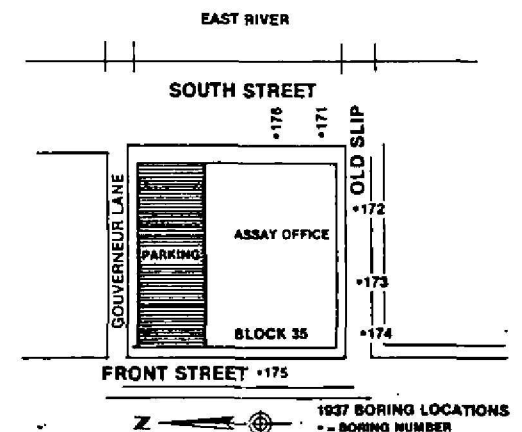 EAST RIVER
SOUTH STREET
•176
•171
OLD SLIP
•172
GOUVERNEUR LANE
ASSAY OFFICE
PARKING
•173
BLOCK 35
•174
FRONT STREET •175
1937 BORING LOCATIONS
Z
• - BORING NUMBER